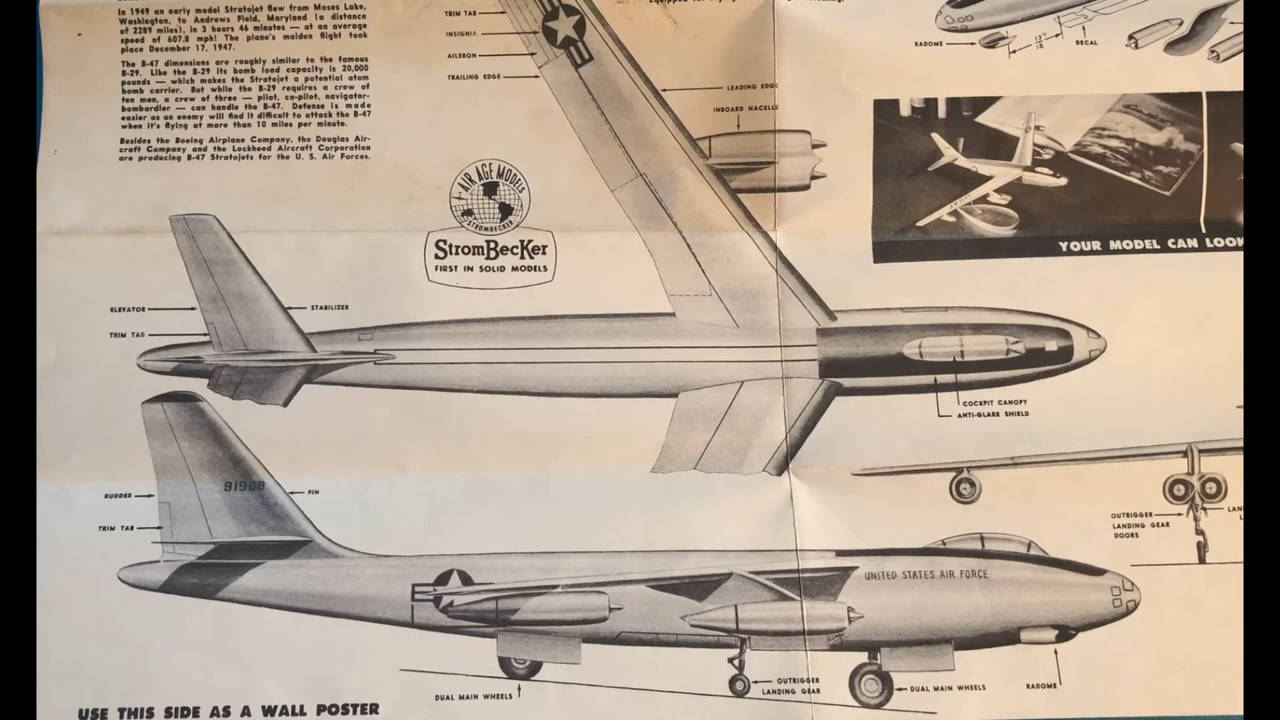 In 1949 an early model Stratojet flew from Moses Lake,
Washington, to Andrews Field, Maryland (a distance
of 2289 miles), in 3 hours 46 minutes — at an average
speed of 607.8 mph! The plane's maiden flight took
place December 17, 1947.
The B-47 dimensions are roughly similar to the famous
B-29. Like the B-29 its bomb load capacity is 20,000
pounds — which makes the Stratojet a potential atom
bomb carrier. But while the B-29 requires a crew of
ten men, a crew of three — pilot, co-pilot, navigator-
bombardier — can handle the B-47. Defense is made
easier as an enemy will find it difficult to attack the B-47
when it's flying at more than 10 miles per minute.
Besides the Boeing Airplane Company, the Douglas Air-
craft Company and the Lockheed Aircraft Corporation
are producing B-47 Stratojets for the U. S. Air Forces.
TRIM TAB
INSIGNIA
AILERON
TRAILING EDGE
LEADING EDGE
INBOARD NACELLE
RADOME
13"
16
DECAL
AIR AGE MODELS
STROMBECKER
StromBecKer
FIRST IN SOLID MODELS
YOUR MODEL CAN LOOK
ELEVATOR
STABILIZER
TRIM TAB
COCKPIT CANOPY
ANTI-GLARE SHIELD
81908
RUDDER
FIN
TRIM TAB
OUTRIGGER
LANDING GEAR
DOORS
UNITED STATES AIR FORCE
DUAL MAIN WHEELS
OUTRIGGER
LANDING GEAR
DUAL MAIN WHEELS
RADOME
USE THIS SIDE AS A WALL POSTER